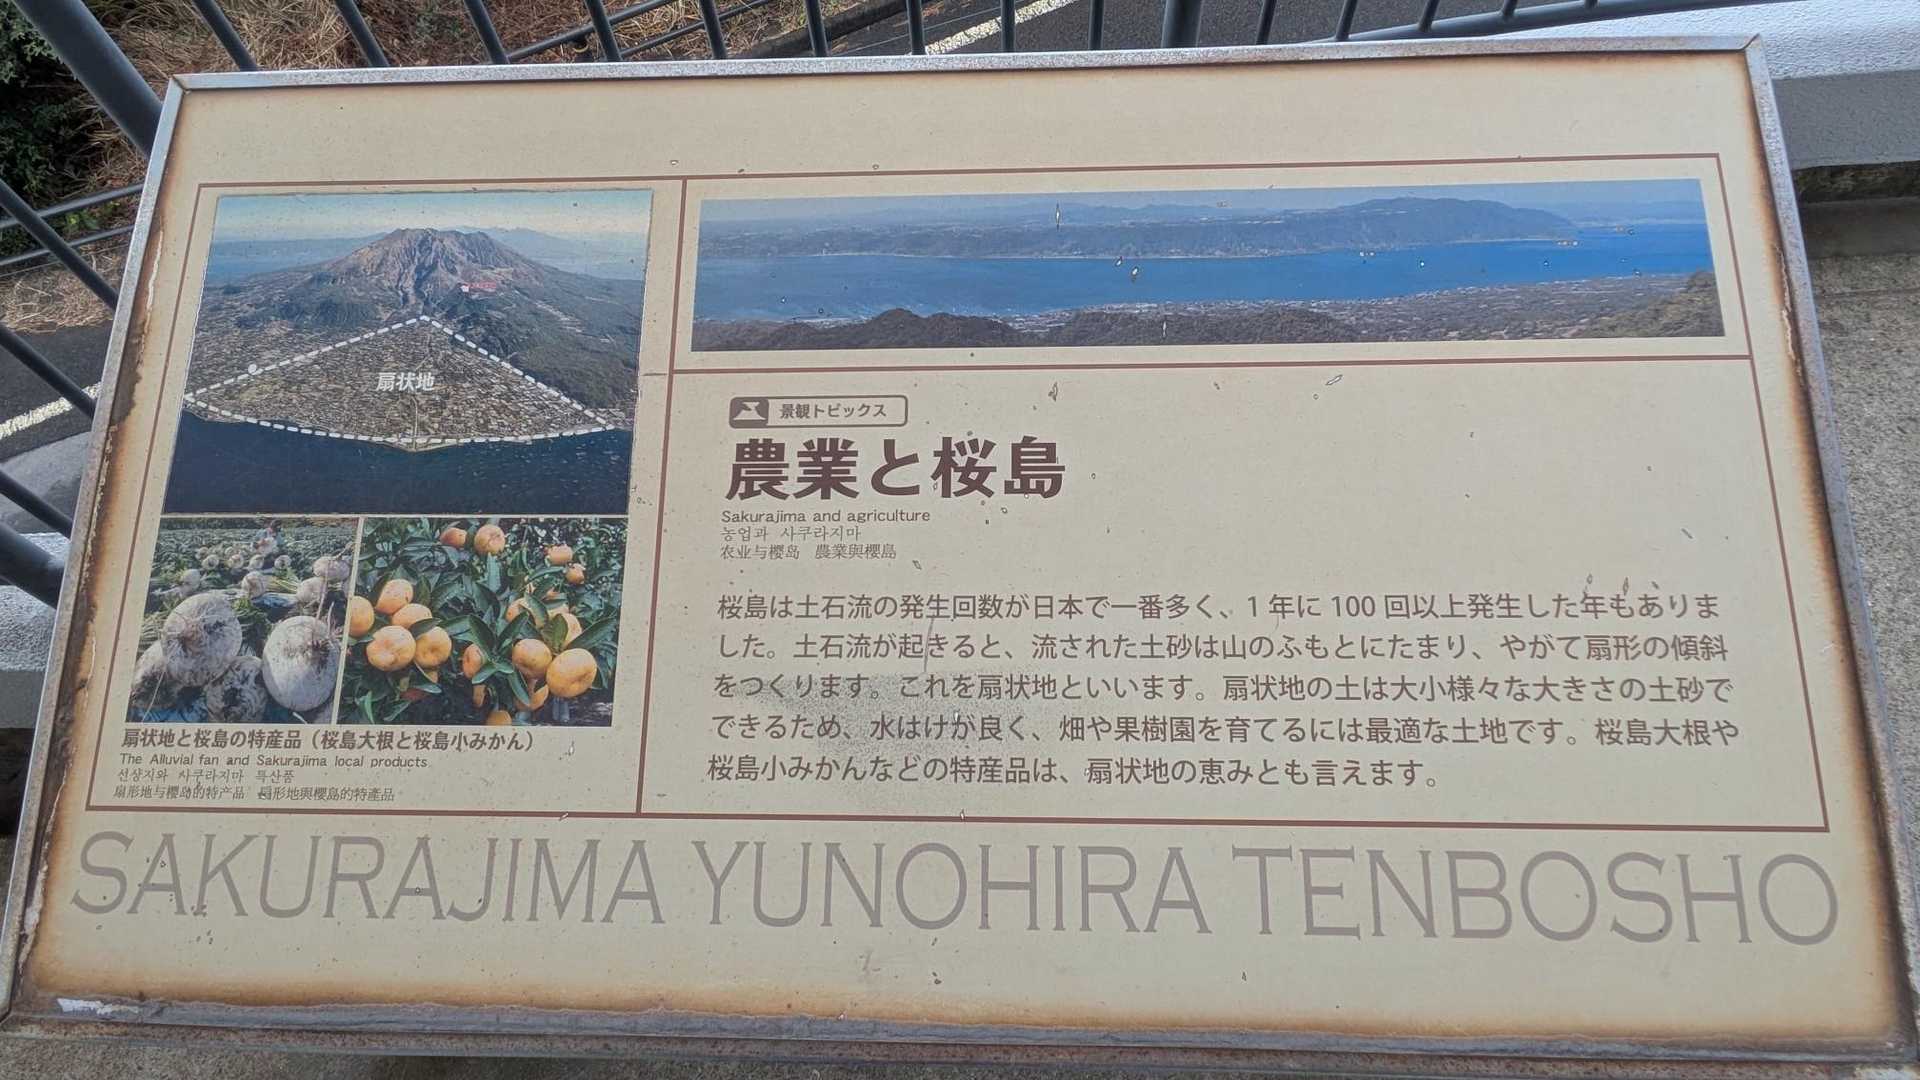 扇状地
扇状地と桜島の特産品（桜島大根と桜島小みかん）
The Alluvial fan and Sakurajima local products
선상지와 사쿠라지마 특산품
扇形地与樱岛的特产品 扇形地與櫻島的特產品
景観トピックス
農業と桜島
Sakurajima and agriculture
농업과 사쿠라지마
农业与樱岛 農業與櫻島
桜島は土石流の発生回数が日本で一番多く、1 年に 100 回以上発生した年もありま
した。土石流が起きると、流された土砂は山のふもとにたまり、やがて扇形の傾斜
をつくります。これを扇状地といいます。扇状地の土は大小様々な大きさの土砂で
できるため、水はけが良く、畑や果樹園を育てるには最適な土地です。桜島大根や
桜島小みかんなどの特産品は、扇状地の恵みとも言えます。
SAKURAJIMA YUNOHIRA TENBOSHO